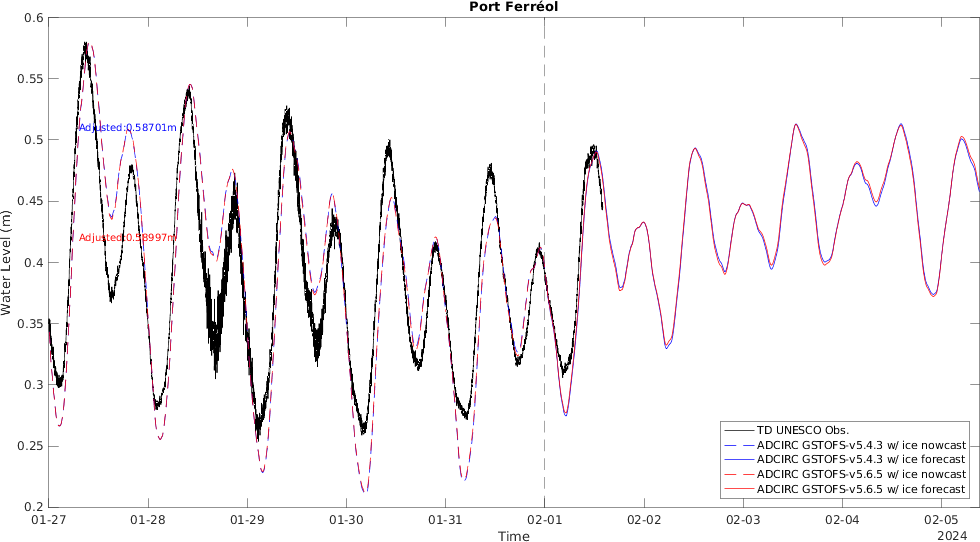 Port Ferréol
Water Level (m)
0.6
0.55
0.5
0.45
0.4
0.35
0.3
0.25
0.2
Adjusted:0.58701m
Adjusted:0.58997m
TD UNESCO Obs.
ADCIRC GSTOFS-v5.4.3 w/ ice nowcast
ADCIRC GSTOFS-v5.4.3 w/ ice forecast
ADCIRC GSTOFS-v5.6.5 w/ ice nowcast
ADCIRC GSTOFS-v5.6.5 w/ ice forecast
01-27 01-28 01-29 01-30 01-31 02-01 02-02 02-03 02-04 02-05
2024
Time